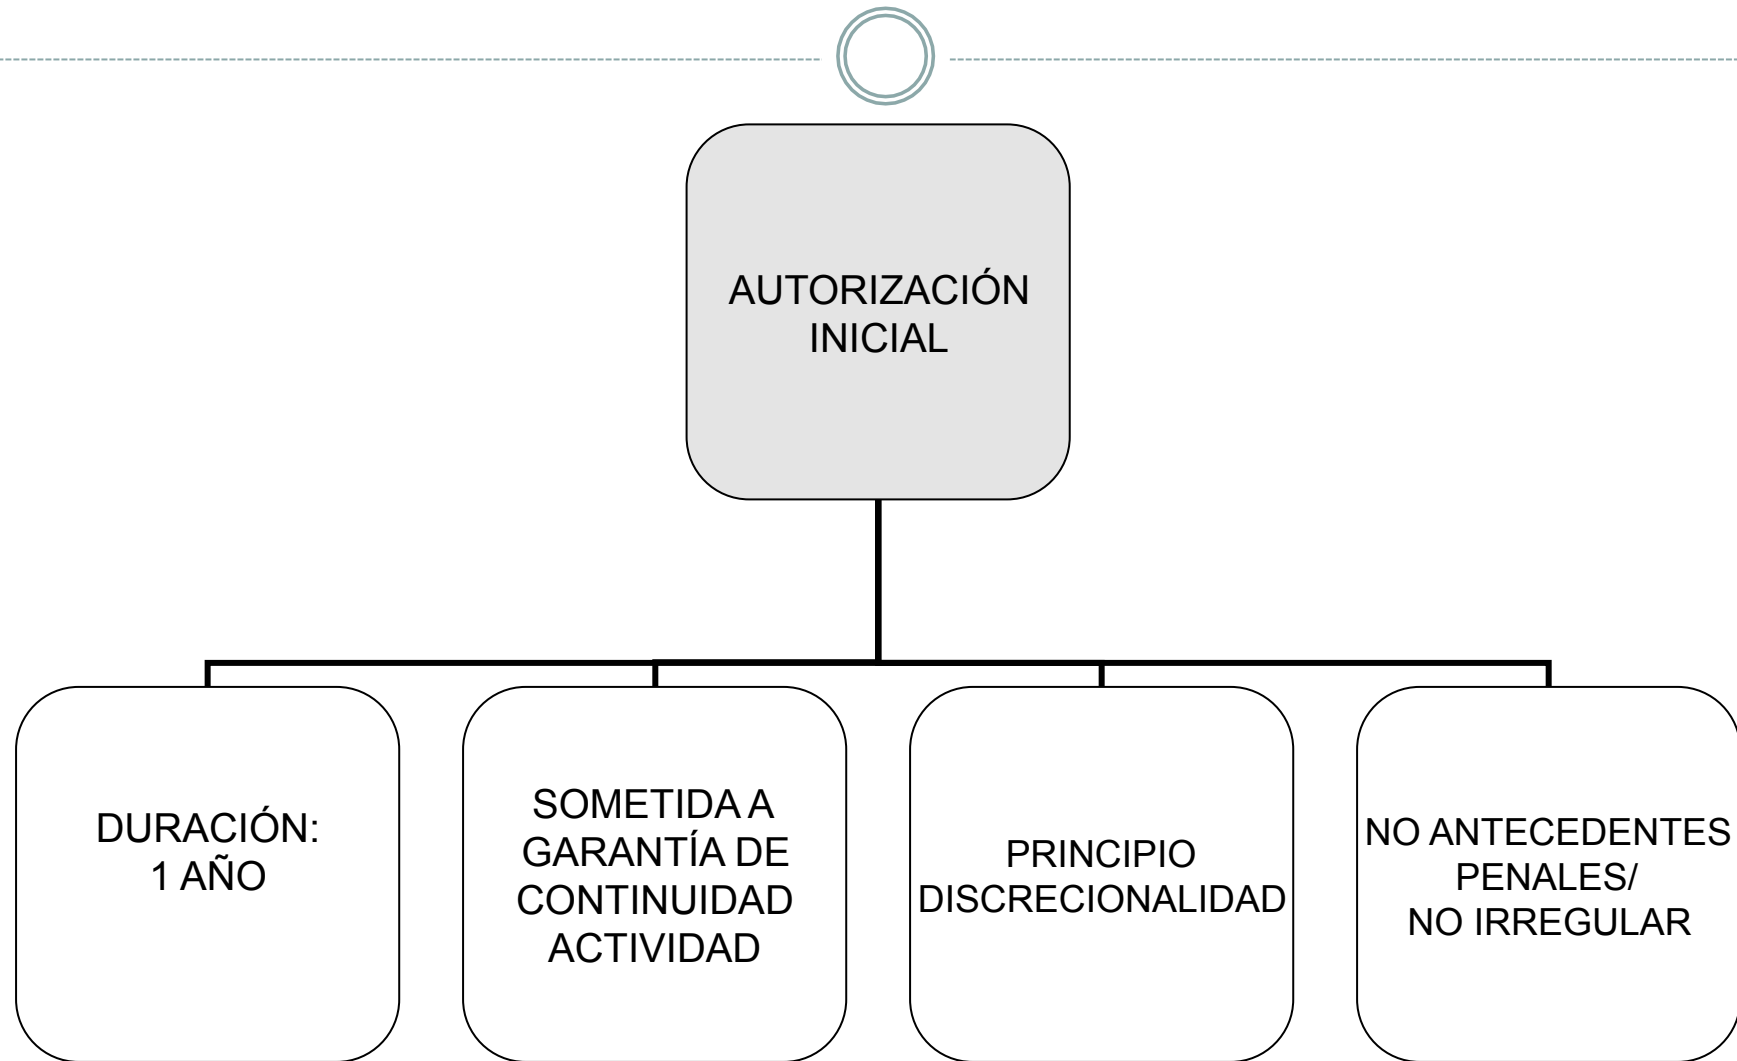 AUTORIZACIÓN
INICIAL
DURACIÓN:
1 AÑO
SOMETIDA A
GARANTÍA DE
CONTINUIDAD
ACTIVIDAD
PRINCIPIO
DISCRECIONALIDAD
NO ANTECEDENTES
PENALES/
NO IRREGULAR